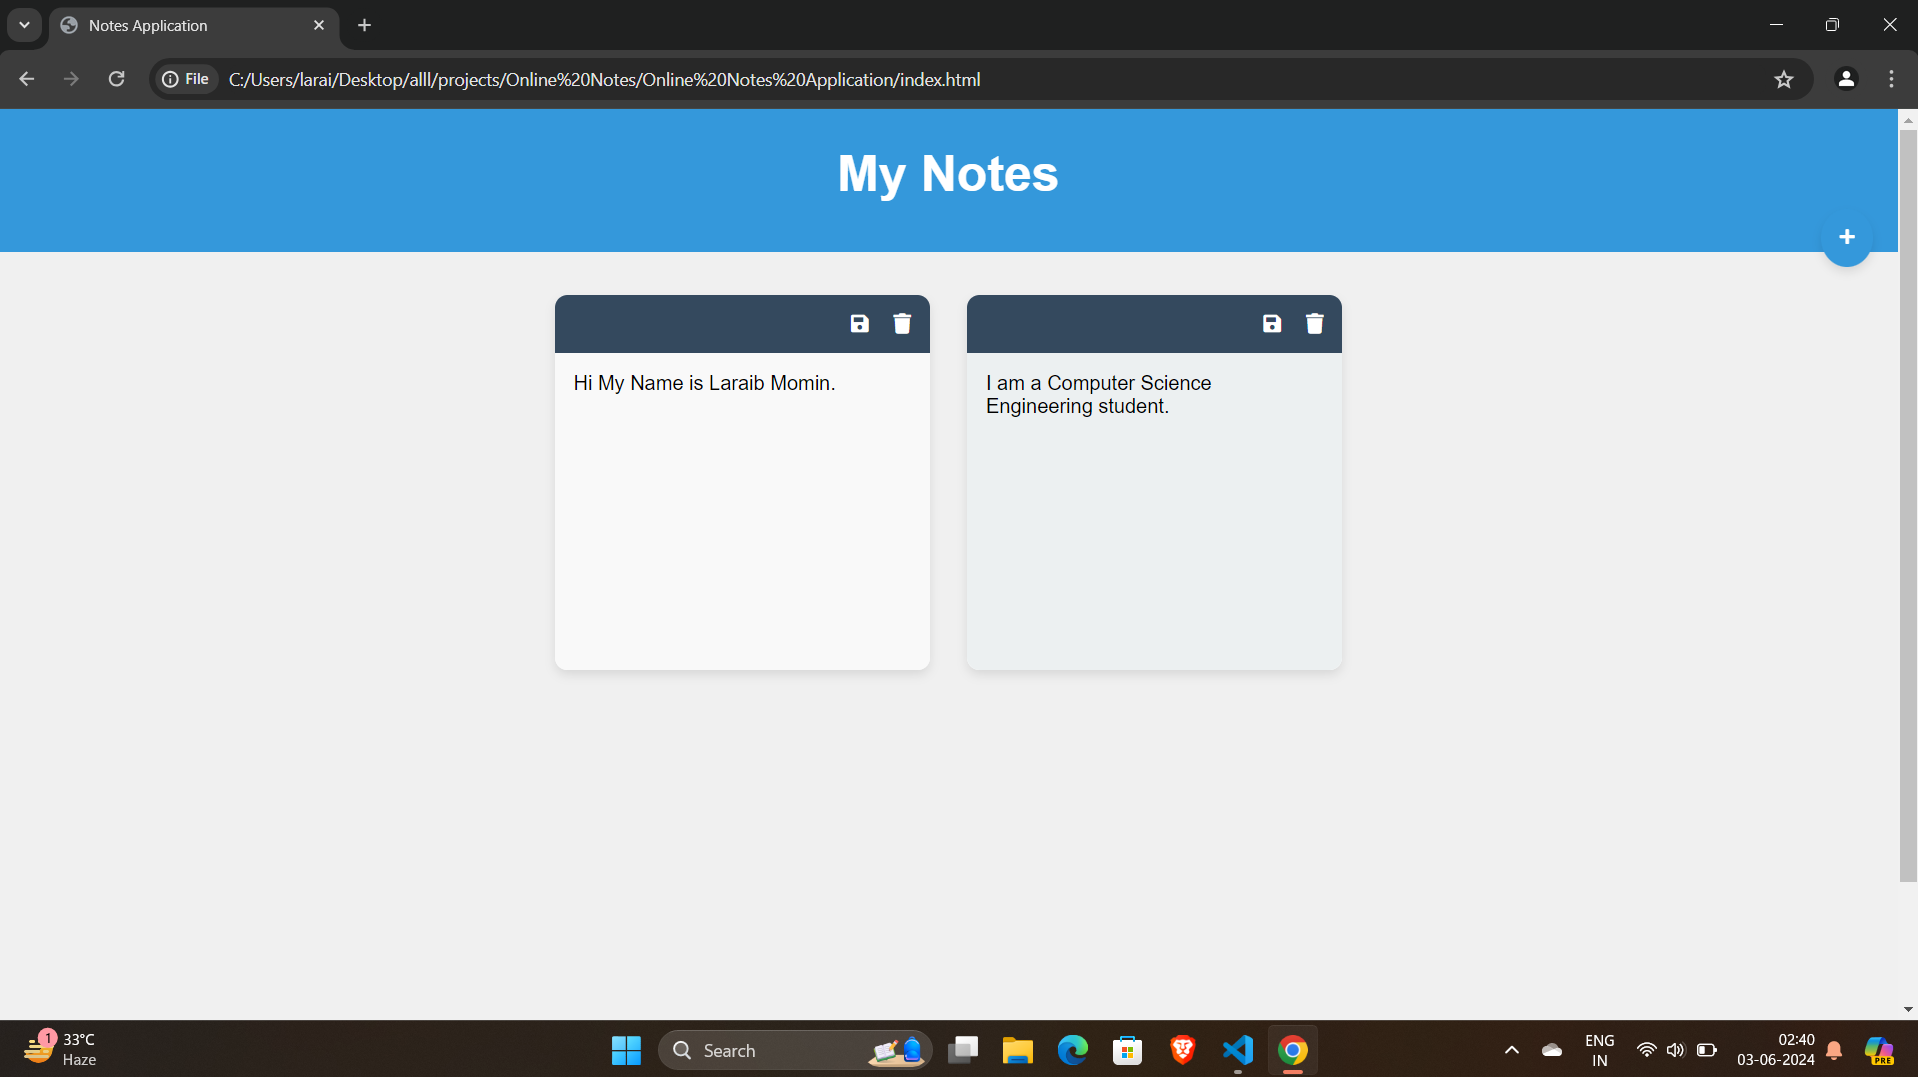 Notes Application
File
C:/Users/larai/Desktop/alll/projects/Online%20Notes/Online%20Notes%20Application/index.html
My Notes
+
Hi My Name is Laraib Momin.
I am a Computer Science
Engineering student.
1
33°C
Haze
Search
ENG
IN
02:40
03-06-2024
PRE